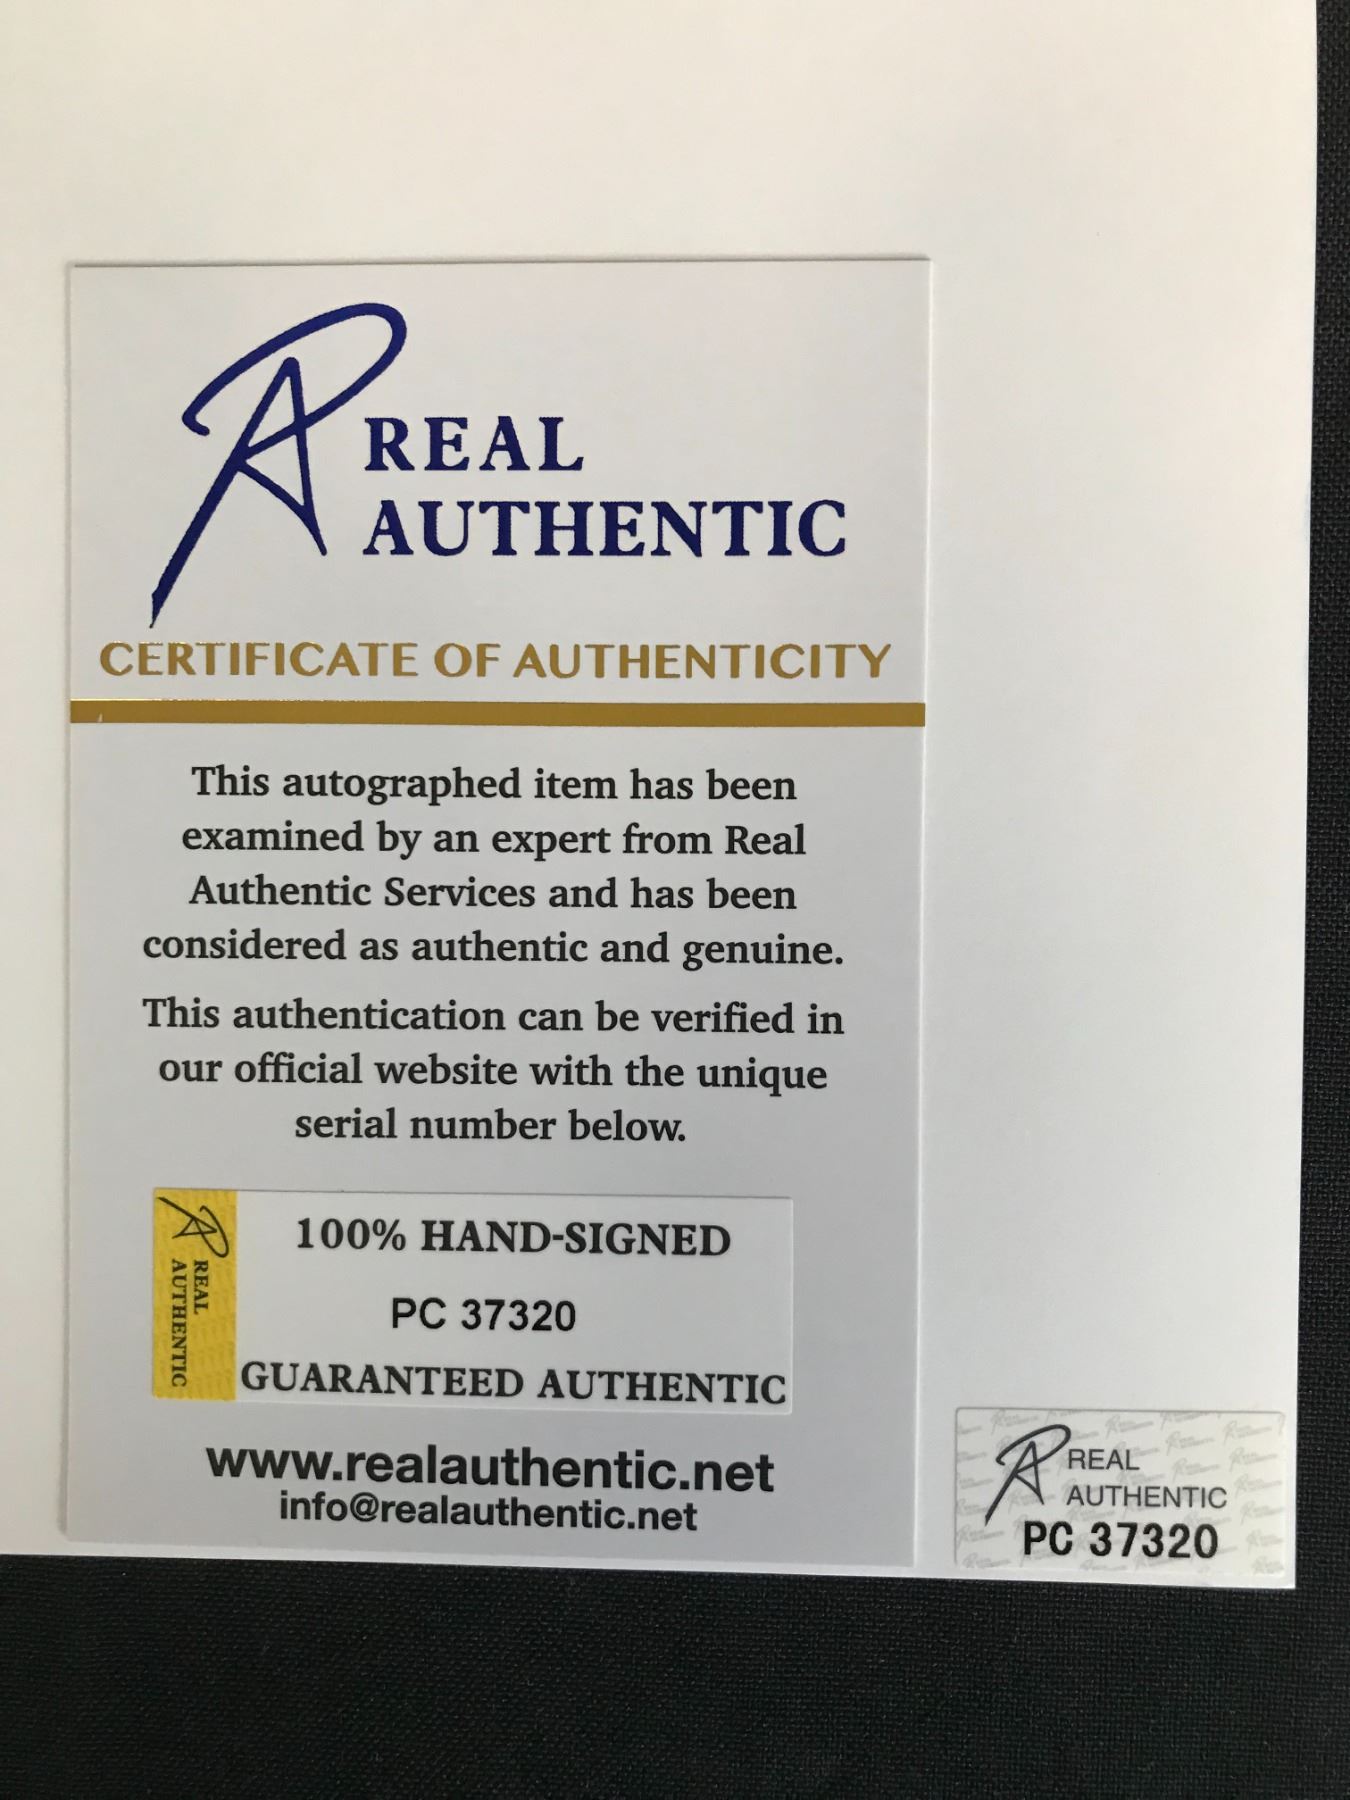 REAL
AUTHENTIC
CERTIFICATE OF AUTHENTICITY
This autographed item has been
examined by an expert from Real
Authentic Services and has been
considered as authentic and genuine.
This authentication can be verified in
our official website with the unique
serial number below.
REAL
AUTHENTIC
100% HAND-SIGNED
PC 37320
GUARANTEED AUTHENTIC
www.realauthentic.net
info@realauthentic.net
REAL
AUTHENTIC
PC 37320